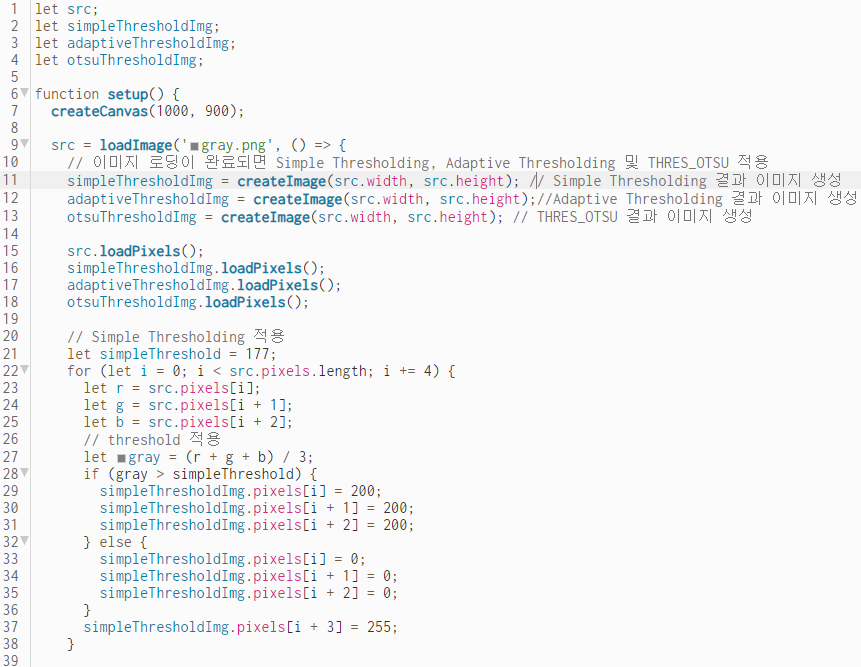 1 let src;
2 let simpleThresholdImg;
3 let adaptiveThresholdImg;
4 let otsuThresholdImg;
5
6 function setup() {
7   createCanvas(1000, 900);
8
9   src = loadImage('gray.png', () => {
10     // 이미지 로딩이 완료되면 Simple Thresholding, Adaptive Thresholding 및 THRES_OTSU 적용
11     simpleThresholdImg = createImage(src.width, src.height); // Simple Thresholding 결과 이미지 생성
12     adaptiveThresholdImg = createImage(src.width, src.height);//Adaptive Thresholding 결과 이미지 생성
13     otsuThresholdImg = createImage(src.width, src.height); // THRES_OTSU 결과 이미지 생성
14
15     src.loadPixels();
16     simpleThresholdImg.loadPixels();
17     adaptiveThresholdImg.loadPixels();
18     otsuThresholdImg.loadPixels();
19
20     // Simple Thresholding 적용
21     let simpleThreshold = 177;
22     for (let i = 0; i < src.pixels.length; i += 4) {
23       let r = src.pixels[i];
24       let g = src.pixels[i + 1];
25       let b = src.pixels[i + 2];
26       // threshold 적용
27       let gray = (r + g + b) / 3;
28       if (gray > simpleThreshold) {
29         simpleThresholdImg.pixels[i] = 200;
30         simpleThresholdImg.pixels[i + 1] = 200;
31         simpleThresholdImg.pixels[i + 2] = 200;
32       } else {
33         simpleThresholdImg.pixels[i] = 0;
34         simpleThresholdImg.pixels[i + 1] = 0;
35         simpleThresholdImg.pixels[i + 2] = 0;
36       }
37       simpleThresholdImg.pixels[i + 3] = 255;
38     }
39